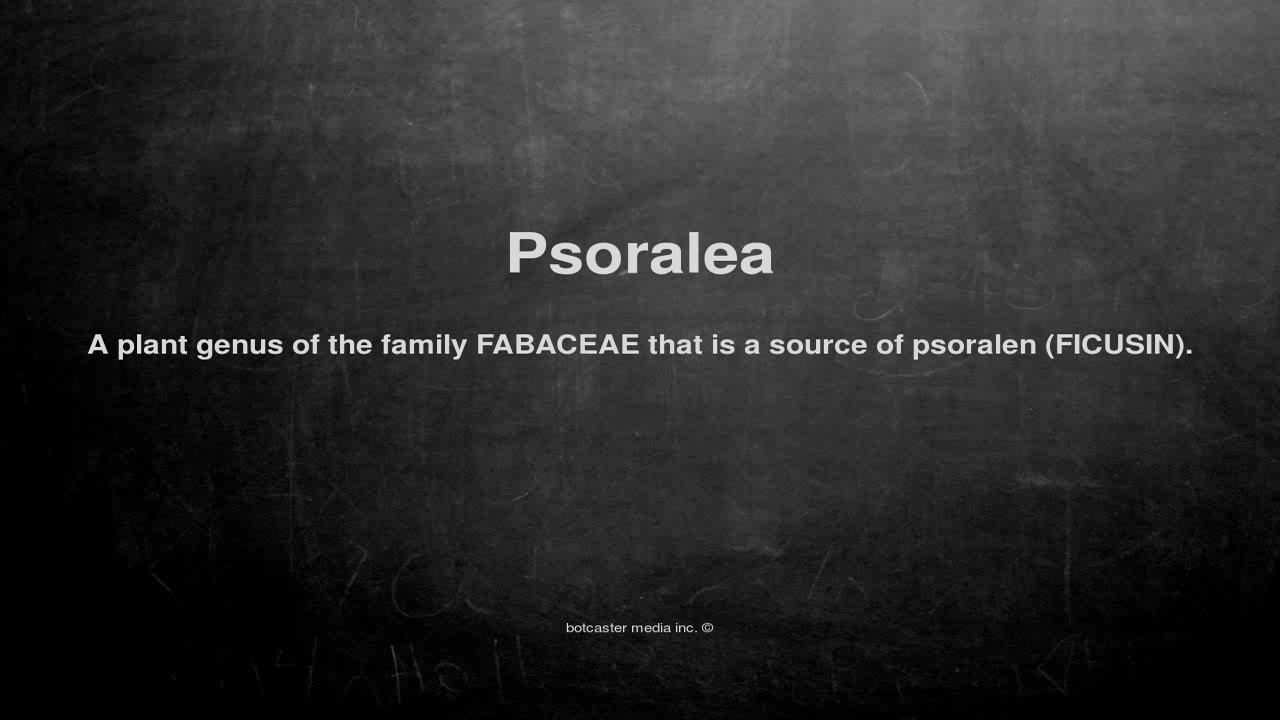 Psoralea
A plant genus of the family FABACEAE that is a source of psoralen (FICUSIN).
botcaster media inc. ©